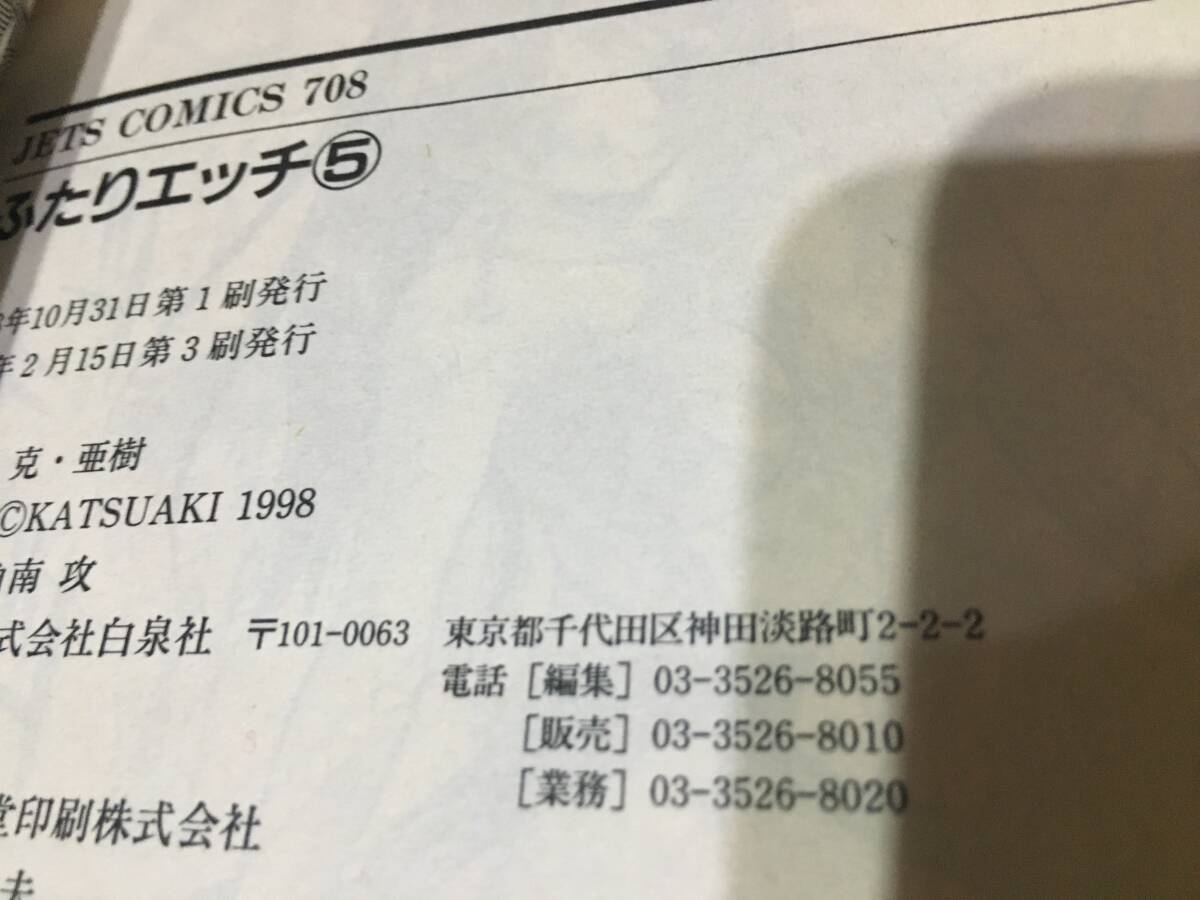 JETS COMICS 708
ふたりエッチ⑤
年10月31日第1刷発行
年2月15日第3刷発行
克・亜樹
©KATSUAKI 1998
南 攻
式会社白泉社 〒101-0063 東京都千代田区神田淡路町2-2-2
電話［編集］03-3526-8055
［販売］03-3526-8010
［業務］03-3526-8020
堂印刷株式会社
夫